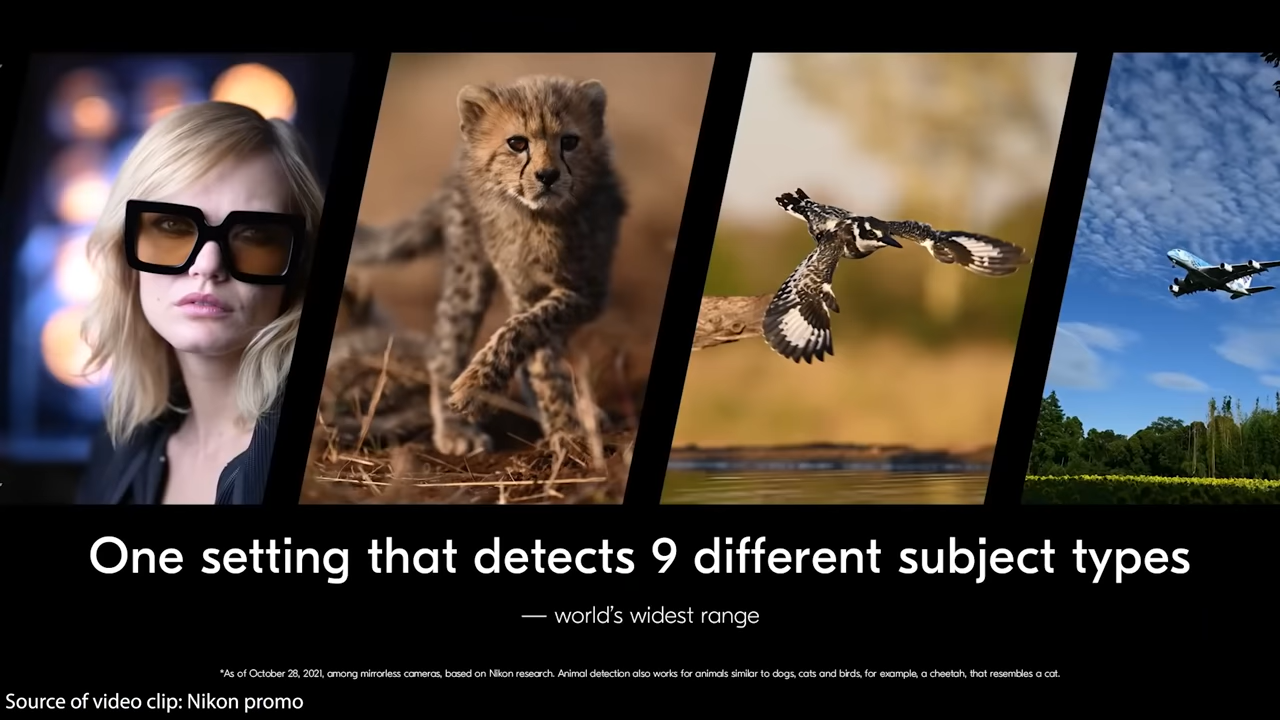 One setting that detects 9 different subject types
— world's widest range
*As of October 28, 2021, among mirrorless cameras, based on Nikon research. Animal detection also works for animals similar to dogs, cats and birds, for example, a cheetah, that resembles a cat.
Source of video clip: Nikon promo